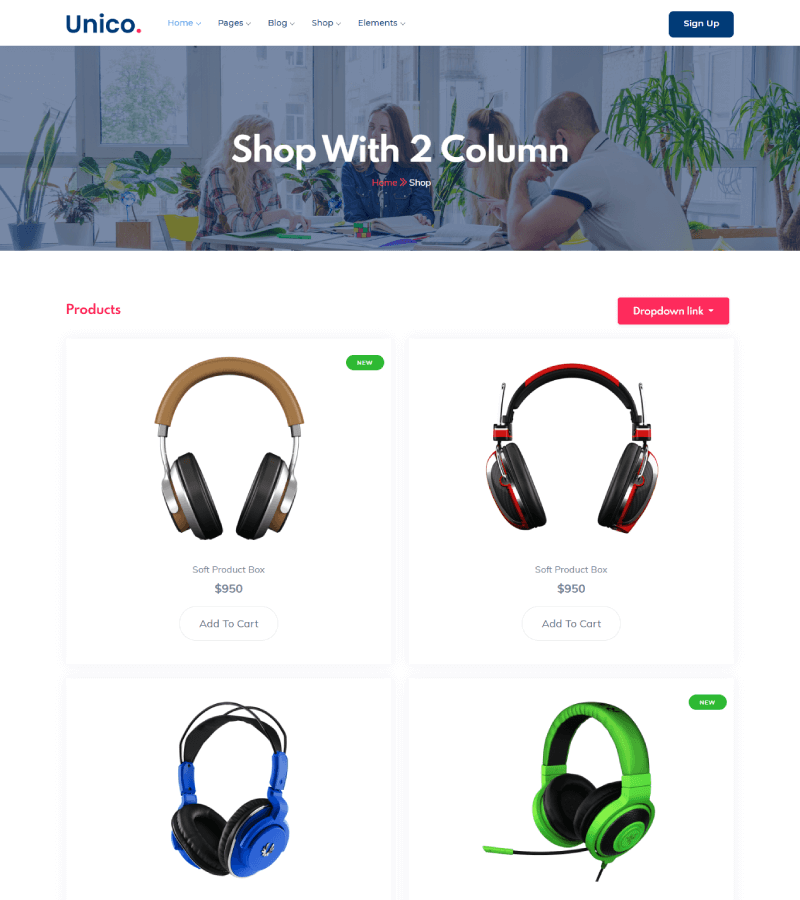 Unico.
Home Pages Blog Shop Elements
Sign Up
Shop With 2 Column
Home Shop
Products
Dropdown link
NEW
Soft Product Box
$950
Add To Cart
Soft Product Box
$950
Add To Cart
NEW